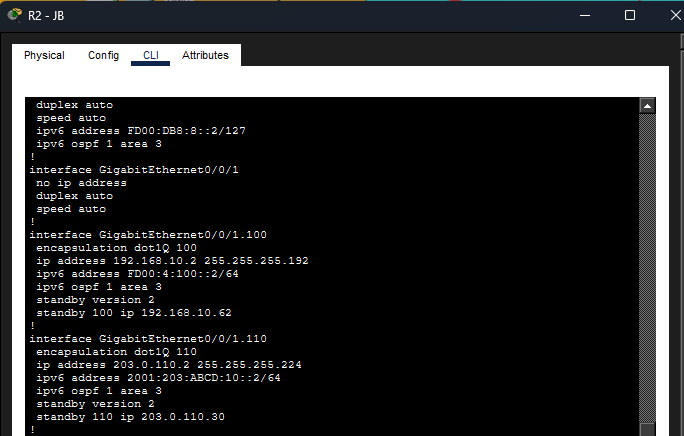 R2 - JB
Physical Config CLI Attributes
duplex auto
speed auto
ipv6 address FD00:DB8:8::2/127
ipv6 ospf 1 area 3
!
interface GigabitEthernet0/0/1
no ip address
duplex auto
speed auto
!
interface GigabitEthernet0/0/1.100
encapsulation dot1Q 100
ip address 192.168.10.2 255.255.255.192
ipv6 address FD00:4:100::2/64
ipv6 ospf 1 area 3
standby version 2
standby 100 ip 192.168.10.62
!
interface GigabitEthernet0/0/1.110
encapsulation dot1Q 110
ip address 203.0.110.2 255.255.255.224
ipv6 address 2001:203:ABCD:10::2/64
ipv6 ospf 1 area 3
standby version 2
standby 110 ip 203.0.110.30
!